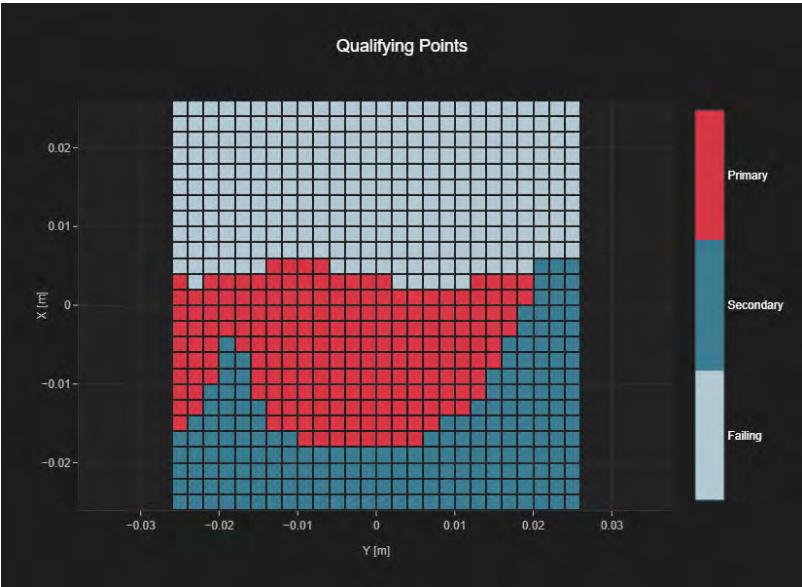 Qualifying Points
0.02
0.01
0
−0.01
−0.02
X [m]
−0.03
−0.02
−0.01
0
0.01
0.02
0.03
Y [m]
Primary
Secondary
Failing